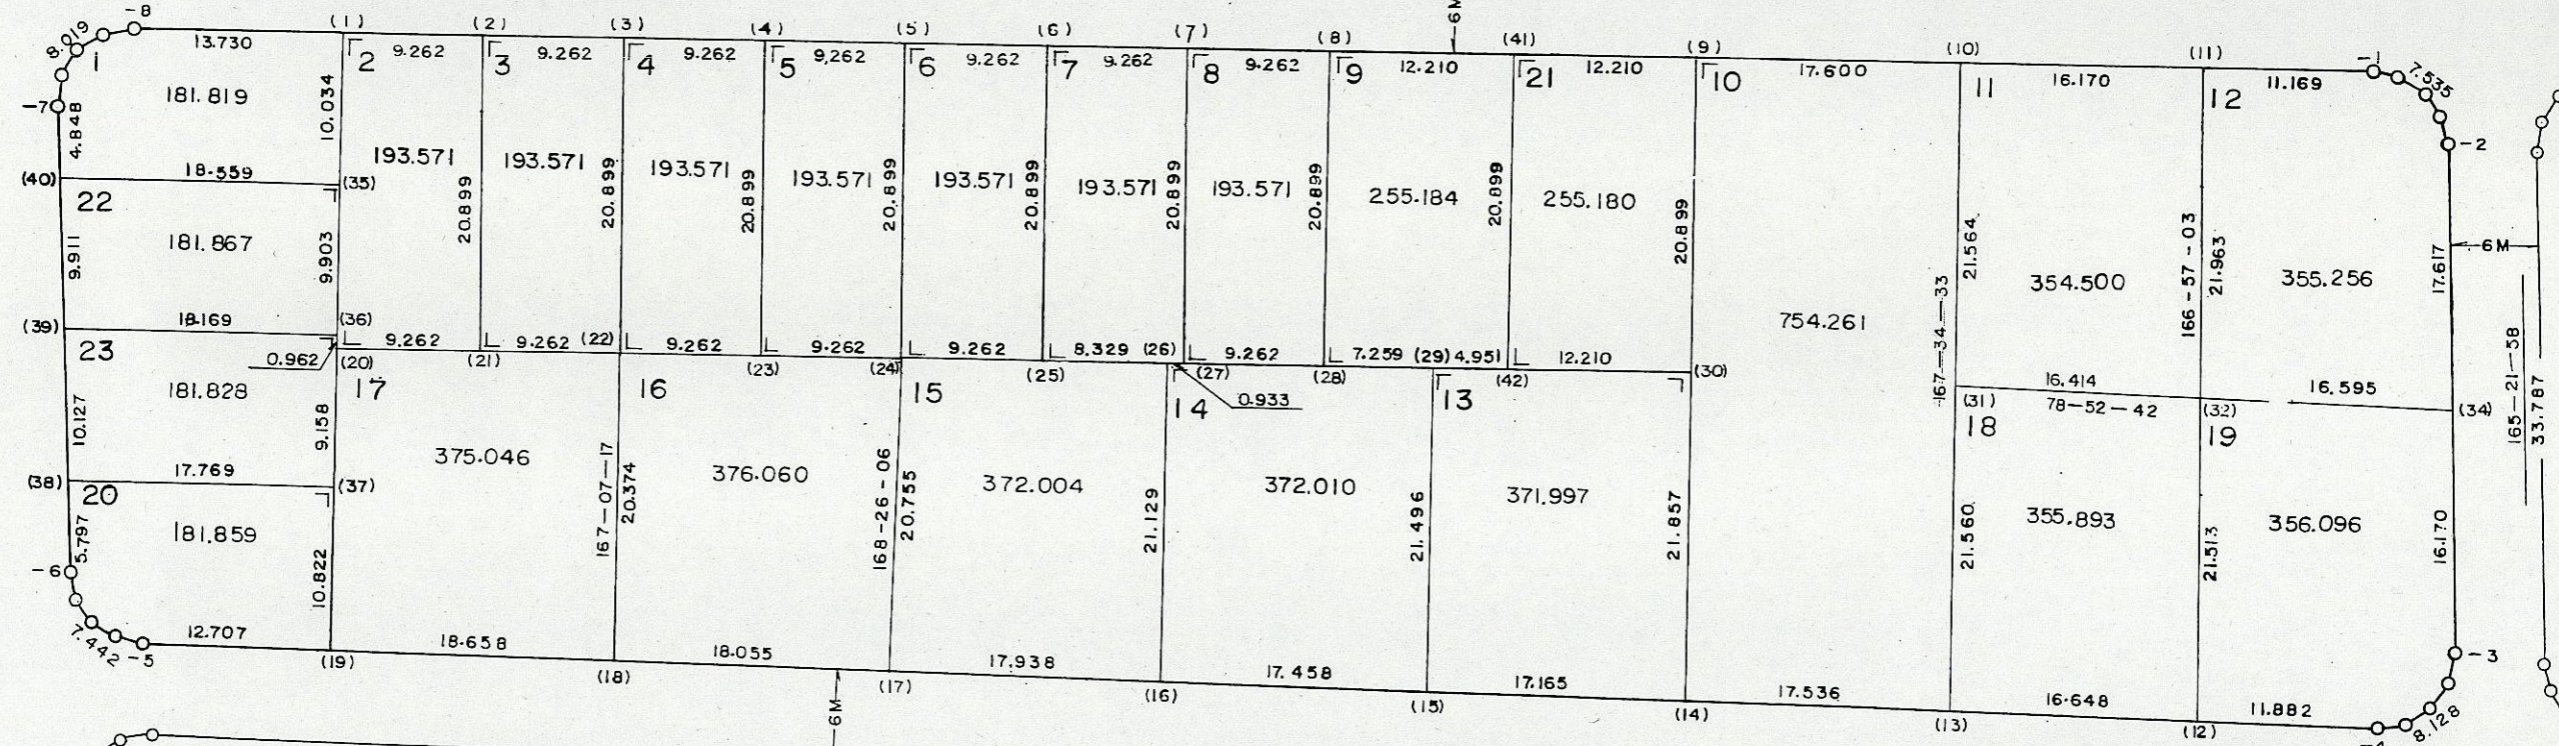 -8 (1) (2) (3) (4) (5) (6) (7) (8) 6M (41) (9) (10) (11) -1
8.019 13.730 9.262 9.262 9.262 9,262 9.262 9.262 9.262 12.210 12.210 17.600 16.170 11.169 7.535
1 2 3 4 5 6 7 8 9 21 10 11 12
-7 4.848 181.819 10.034 -2
193.571 193.571 193.571 193.571 193.571 193.571 193.571 255.184 255.180
(40) 18.559 (35)
20.899 20.899 20.899 20.899 20.899 20.899 20.899 20.899 20.899
22
9.911 181.867 9.903
21.564 354.500 166-57-03 21.963 355.256 17.617 6M
167-34-33
754.261
(39) 18.169 (36)
23 0.962 (20) 9.262 (21) 9.262 (22) 9.262 (23) 9.262 (24) 9.262 (25) 8.329 (26) (27) 9.262 (28) 7.259 (29) 4.951 (42) 12.210 (30)
0.933
17 16 15 14 13
(31) 16.414 78-52-42 (32) 16.595 (34)
18 19
165-21-58
33.787
10.127 181.828 9.158
375.046 167-07-17 20.374 376.060 168-26-06 20.755 372.004 21.129 372.010 21.496 371.997 21.857
21.560 355.893 21.513 356.096 16.170
(38) 17.769 (37)
20
5.797 181.859 10.822
-6
7.442 -5 12.707 (19) 18.658 (18) 18.055 (17) 17.938 (16) 17.458 (15) 17.165 (14) 17.536 (13) 16.648 (12) 11.882 8.128 -3
6M